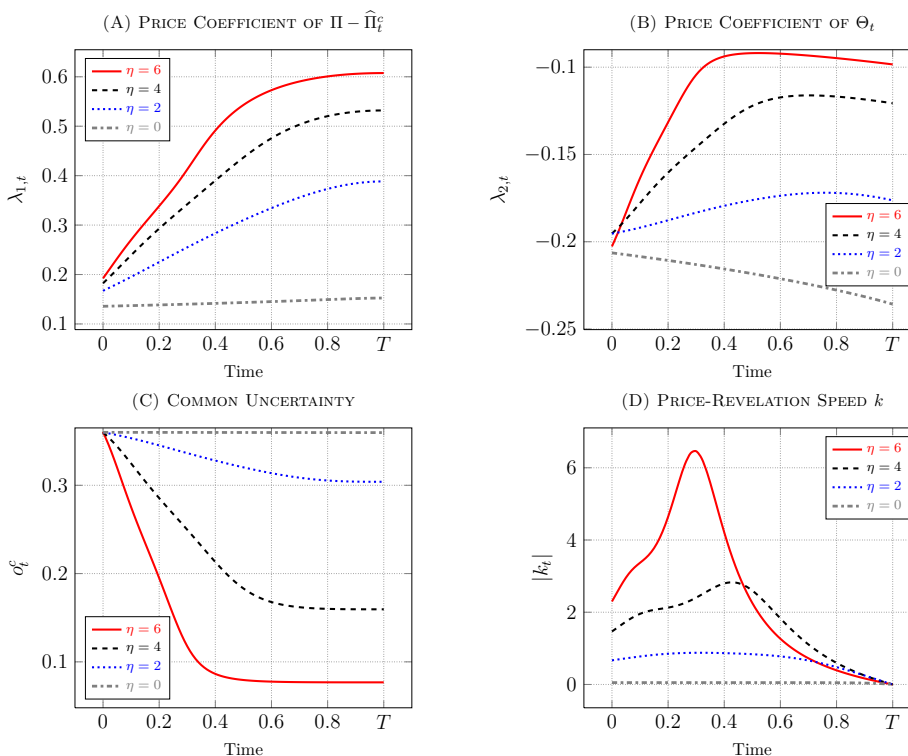 (A) Price Coefficient of Π − Π̂ᶜₜ
η = 6
η = 4
η = 2
η = 0
0.6
0.5
0.4
0.3
0.2
0.1
λ₁,ₜ
0 0.2 0.4 0.6 0.8 T
Time
(B) Price Coefficient of Θₜ
−0.1
−0.15
−0.2
−0.25
λ₂,ₜ
η = 6
η = 4
η = 2
η = 0
0 0.2 0.4 0.6 0.8 T
Time
(C) Common Uncertainty
0.3
0.2
0.1
σᶜₜ
η = 6
η = 4
η = 2
η = 0
0 0.2 0.4 0.6 0.8 T
Time
(D) Price-Revelation Speed k
η = 6
η = 4
η = 2
η = 0
6
4
2
0
|kₜ|
0 0.2 0.4 0.6 0.8 T
Time